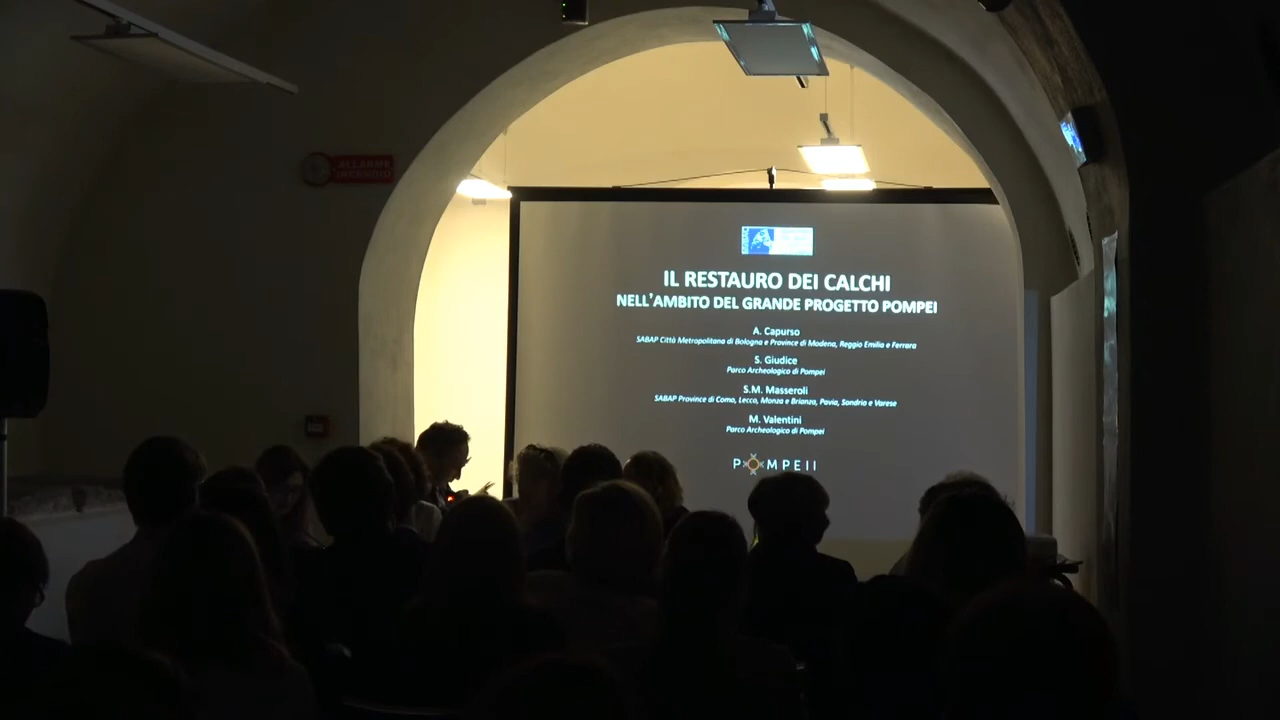 ALLARME
INCENDIO
IL RESTAURO DEI CALCHI
NELL'AMBITO DEL GRANDE PROGETTO POMPEI
A. Capurso
SABAP Città Metropolitana di Bologna e Province di Modena, Reggio Emilia e Ferrara
S. Giudice
Parco Archeologico di Pompei
S.M. Masseroli
SABAP Province di Como, Lecco, Monza e Brianza, Pavia, Sondrio e Varese
M. Valentini
Parco Archeologico di Pompei
POMPEII